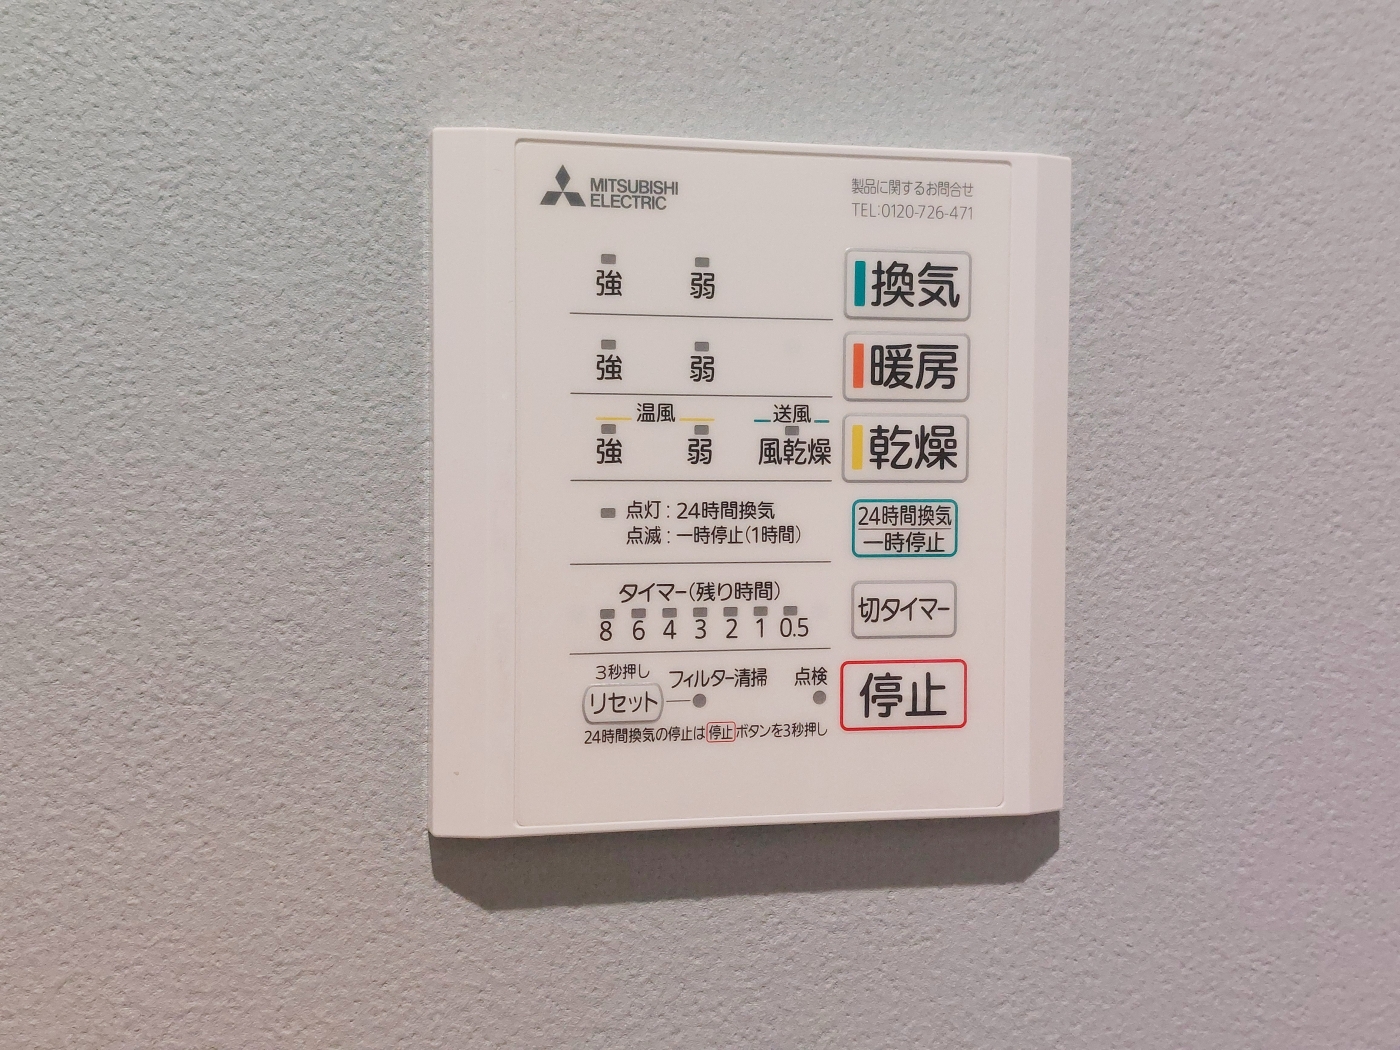 MITSUBISHI
ELECTRIC
製品に関するお問合せ
TEL:0120-726-471
強 弱 換気
強 弱 暖房
温風 送風
強 弱 風乾燥 乾燥
点灯:24時間換気
点滅:一時停止(1時間)
24時間換気
一時停止
タイマー(残り時間)
8 6 4 3 2 1 0.5
切タイマー
3秒押し
リセット フィルター清掃 点検
停止
24時間換気の停止は停止ボタンを3秒押し